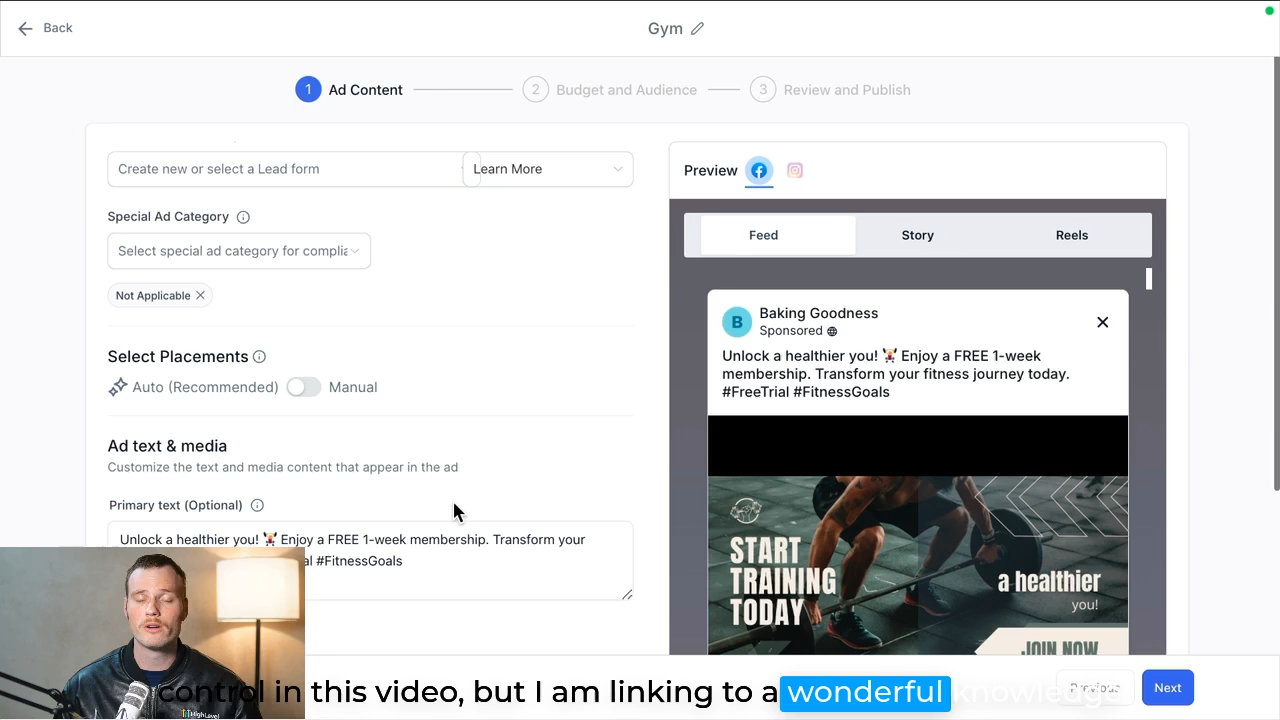 Back
Gym
1 Ad Content
2 Budget and Audience
3 Review and Publish
Create new or select a Lead form
Learn More
Special Ad Category
Select special ad category for complia
Not Applicable
Select Placements
Auto (Recommended)
Manual
Ad text & media
Customize the text and media content that appear in the ad
Primary text (Optional)
Unlock a healthier you! 🏋️ Enjoy a FREE 1-week membership. Transform your
al #FitnessGoals
Preview
Feed
Story
Reels
B
Baking Goodness
Sponsored
Unlock a healthier you! 🏋️ Enjoy a FREE 1-week
membership. Transform your fitness journey today.
#FreeTrial #FitnessGoals
START
TRAINING
TODAY
a healthier
you!
JOIN NOW
HighLevel
control in this video, but I am linking to a wonderful knowledge
Previous
Next